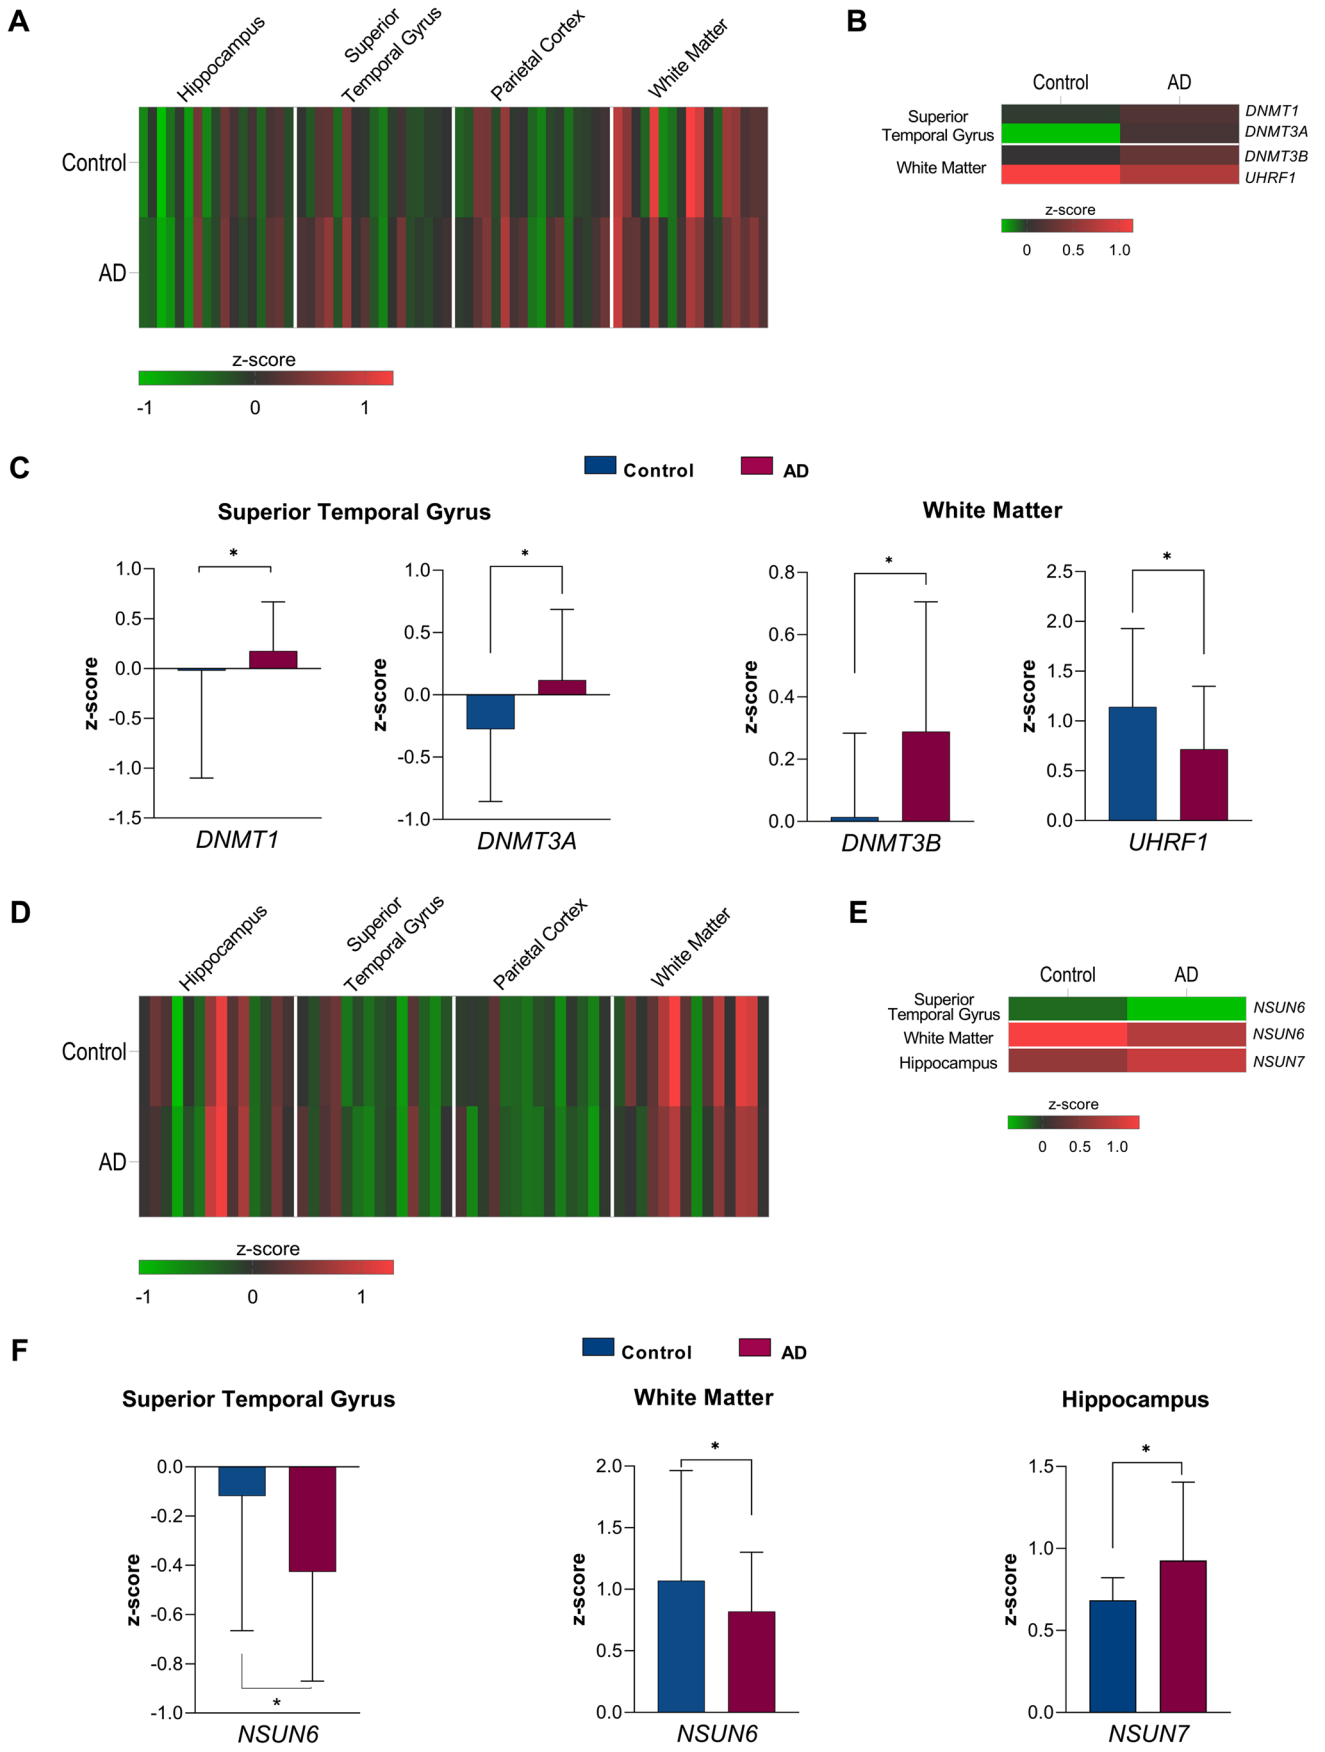 A
Hippocampus
Superior
Temporal Gyrus
Parietal Cortex
White Matter
Control
AD
z-score
-1 0 1
B
Control AD
Superior
Temporal Gyrus
White Matter
DNMT1
DNMT3A
DNMT3B
UHRF1
z-score
0 0.5 1.0
C
Control AD
Superior Temporal Gyrus
White Matter
z-score
1.0
0.5
0.0
-0.5
-1.0
-1.5
*
DNMT1
z-score
1.0
0.5
0.0
-0.5
-1.0
*
DNMT3A
z-score
0.8
0.6
0.4
0.2
0.0
*
DNMT3B
z-score
2.5
2.0
1.5
1.0
0.5
0.0
*
UHRF1
D
Hippocampus
Superior
Temporal Gyrus
Parietal Cortex
White Matter
Control
AD
z-score
-1 0 1
E
Control AD
Superior
Temporal Gyrus
White Matter
Hippocampus
NSUN6
NSUN6
NSUN7
z-score
0 0.5 1.0
F
Control AD
Superior Temporal Gyrus
z-score
0.0
-0.2
-0.4
-0.6
-0.8
-1.0
*
NSUN6
White Matter
z-score
2.0
1.5
1.0
0.5
0.0
*
NSUN6
Hippocampus
z-score
1.5
1.0
0.5
0.0
*
NSUN7